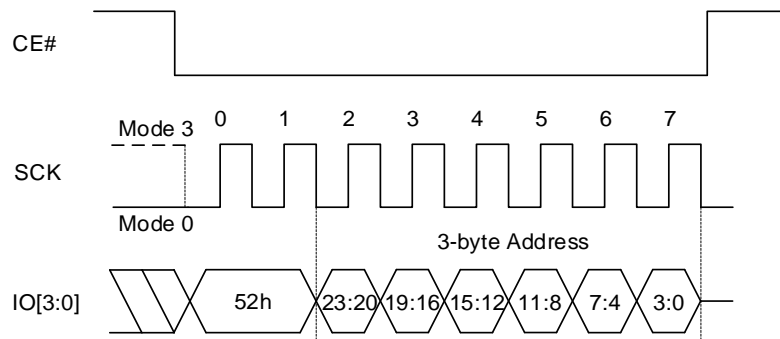 CE#
Mode 3
0 1 2 3 4 5 6 7
SCK
Mode 0
3-byte Address
IO[3:0]
52h 23:20 19:16 15:12 11:8 7:4 3:0